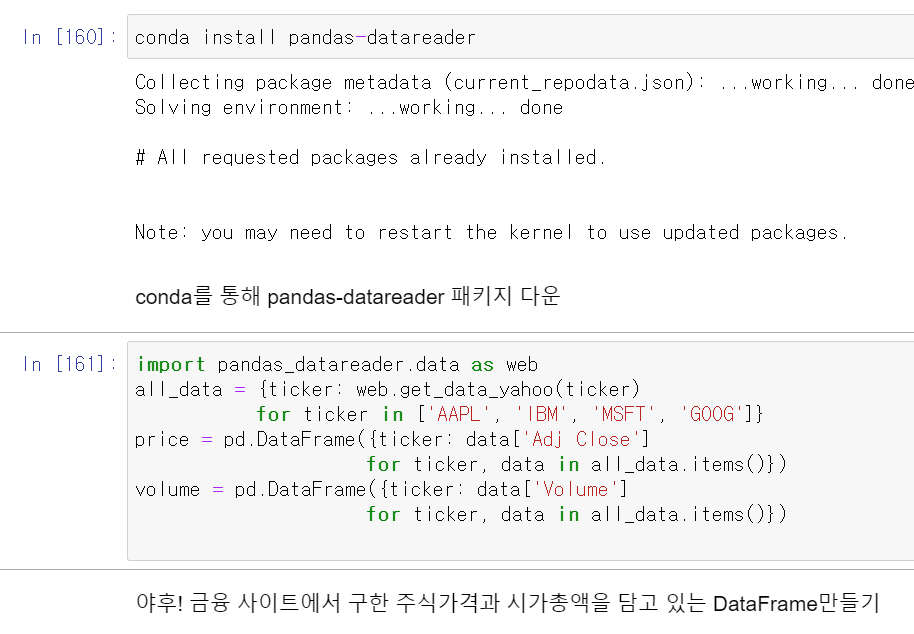 In [160]: conda install pandas-datareader
Collecting package metadata (current_repodata.json): ...working... done
Solving environment: ...working... done
# All requested packages already installed.
Note: you may need to restart the kernel to use updated packages.
conda를 통해 pandas-datareader 패키지 다운
In [161]: import pandas_datareader.data as web
all_data = {ticker: web.get_data_yahoo(ticker)
for ticker in ['AAPL', 'IBM', 'MSFT', 'GOOG']}
price = pd.DataFrame({ticker: data['Adj Close']
for ticker, data in all_data.items()})
volume = pd.DataFrame({ticker: data['Volume']
for ticker, data in all_data.items()})
야후! 금융 사이트에서 구한 주식가격과 시가총액을 담고 있는 DataFrame만들기